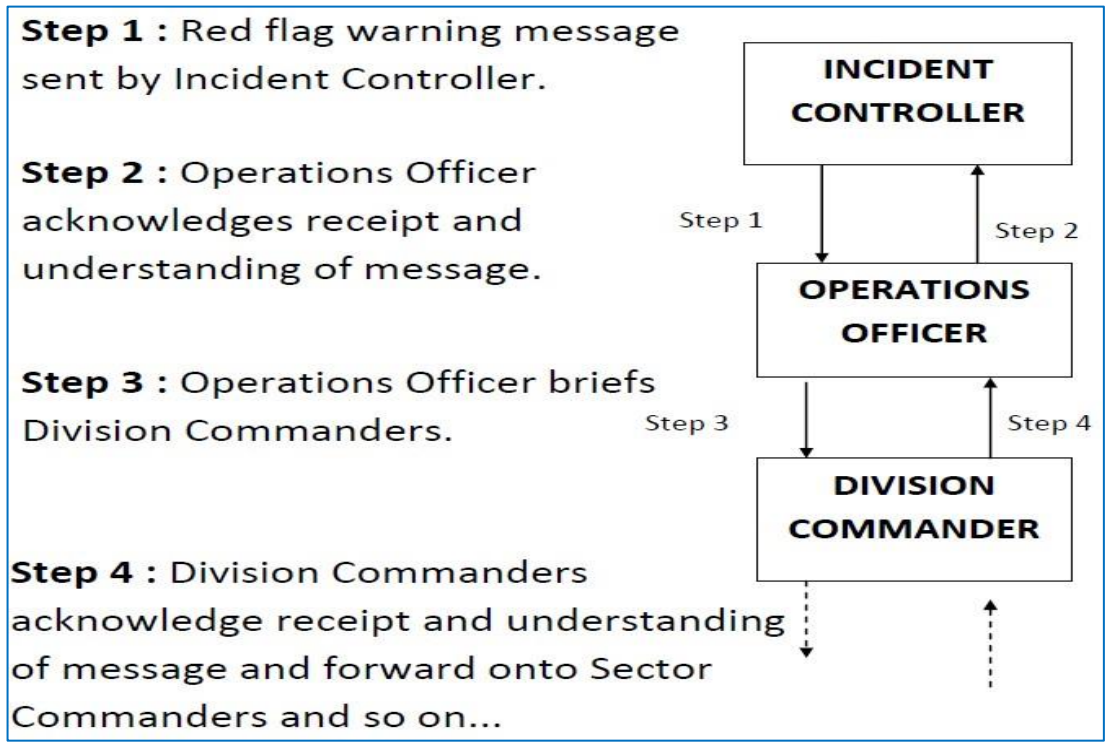 Step 1 : Red flag warning message
sent by Incident Controller.
Step 2 : Operations Officer
acknowledges receipt and
understanding of message.
Step 3 : Operations Officer briefs
Division Commanders.
Step 4 : Division Commanders
acknowledge receipt and understanding
of message and forward onto Sector
Commanders and so on...
INCIDENT
CONTROLLER
Step 1
Step 2
OPERATIONS
OFFICER
Step 3
Step 4
DIVISION
COMMANDER